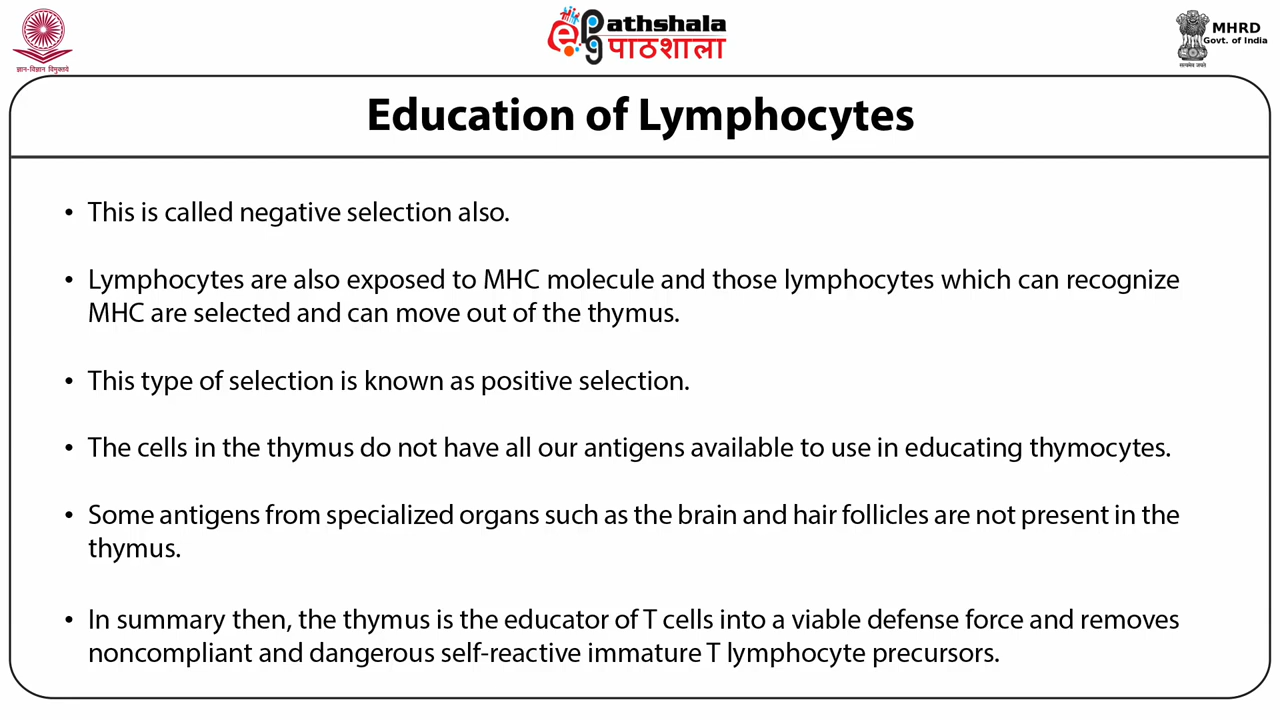 ज्ञान-विज्ञान विमुक्तये
ePG Pathshala
पाठशाला
MHRD
Govt. of India
सत्यमेव जयते
Education of Lymphocytes
• This is called negative selection also.
• Lymphocytes are also exposed to MHC molecule and those lymphocytes which can recognize
MHC are selected and can move out of the thymus.
• This type of selection is known as positive selection.
• The cells in the thymus do not have all our antigens available to use in educating thymocytes.
• Some antigens from specialized organs such as the brain and hair follicles are not present in the
thymus.
• In summary then, the thymus is the educator of T cells into a viable defense force and removes
noncompliant and dangerous self-reactive immature T lymphocyte precursors.